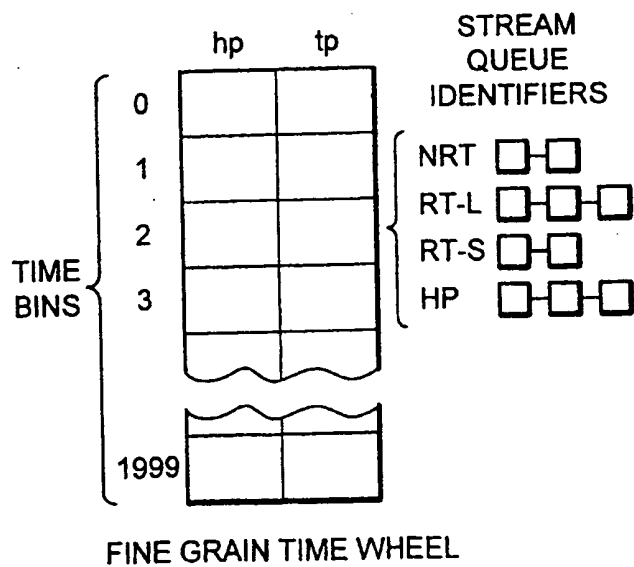 hp tp
STREAM
QUEUE
IDENTIFIERS
0
1
2
3
1999
TIME
BINS
NRT
RT-L
RT-S
HP
FINE GRAIN TIME WHEEL